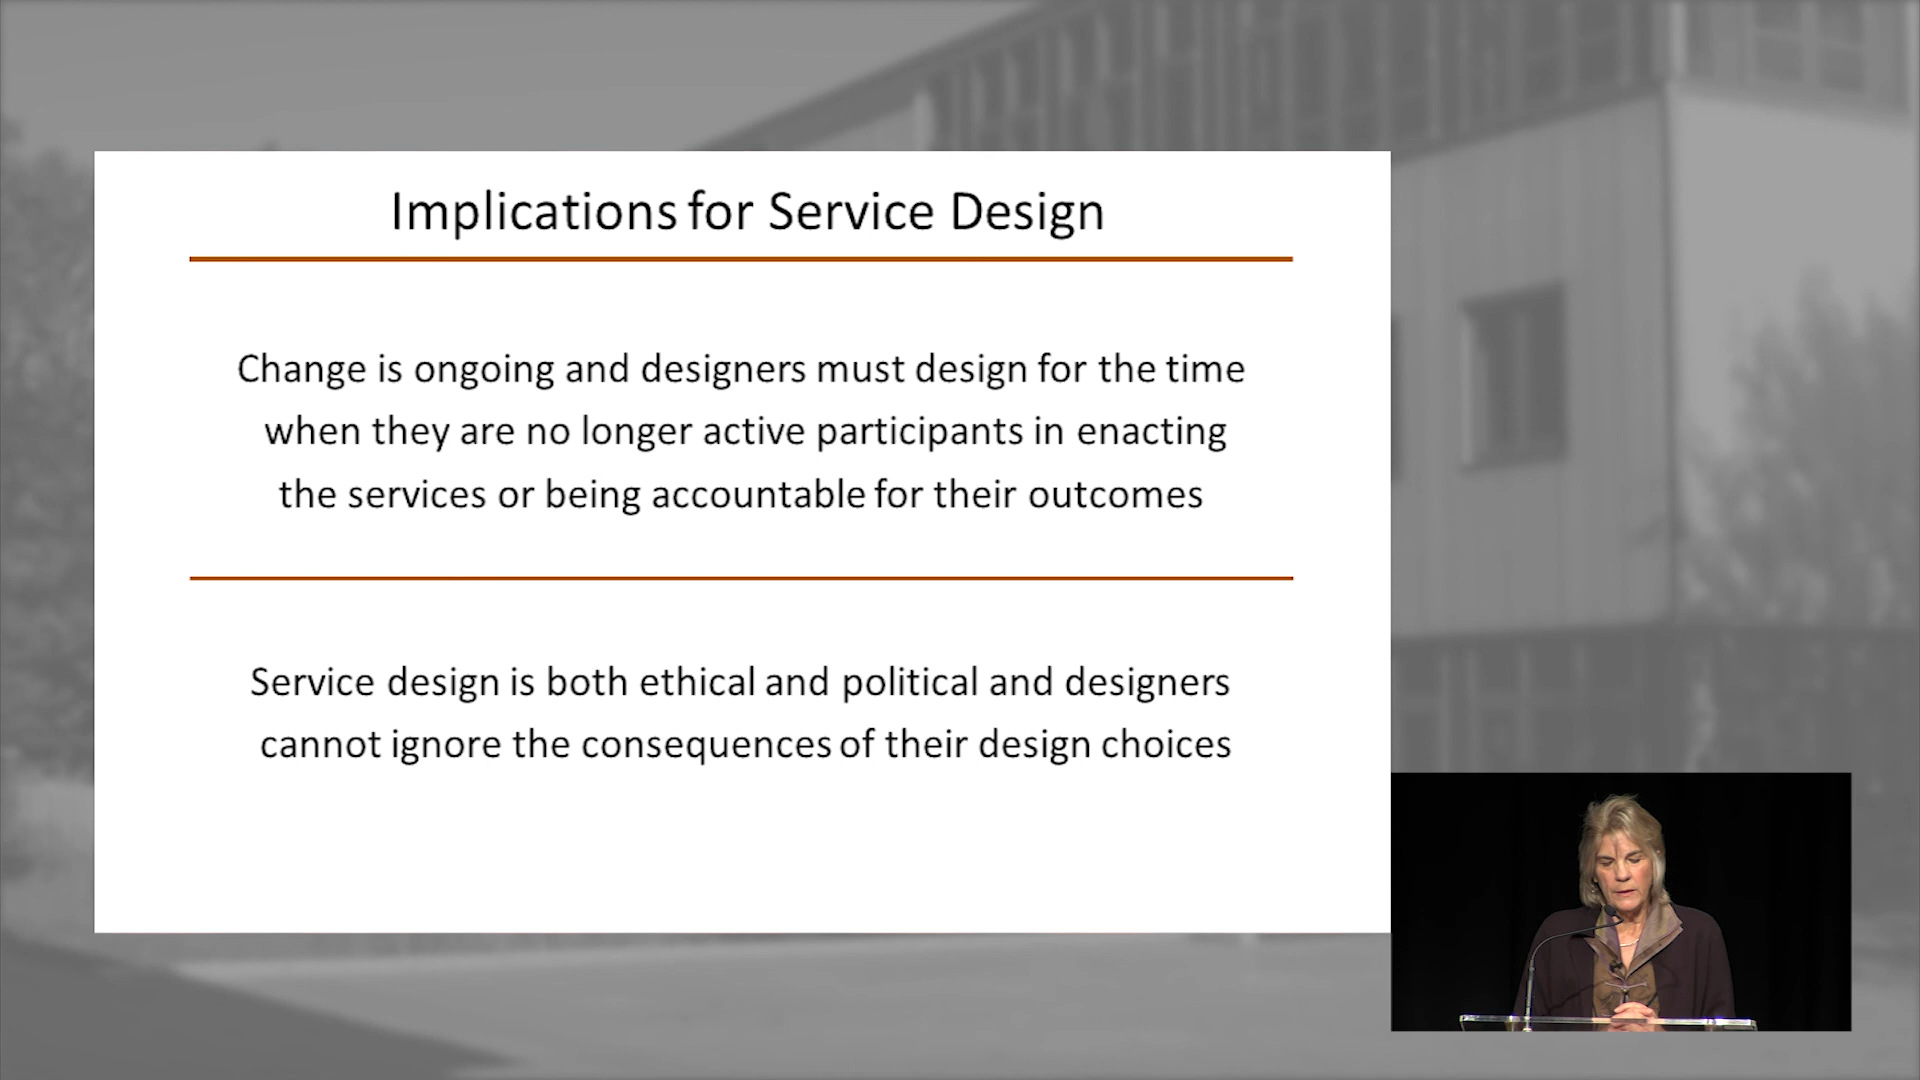 Implications for Service Design
Change is ongoing and designers must design for the time
when they are no longer active participants in enacting
the services or being accountable for their outcomes
Service design is both ethical and political and designers
cannot ignore the consequences of their design choices